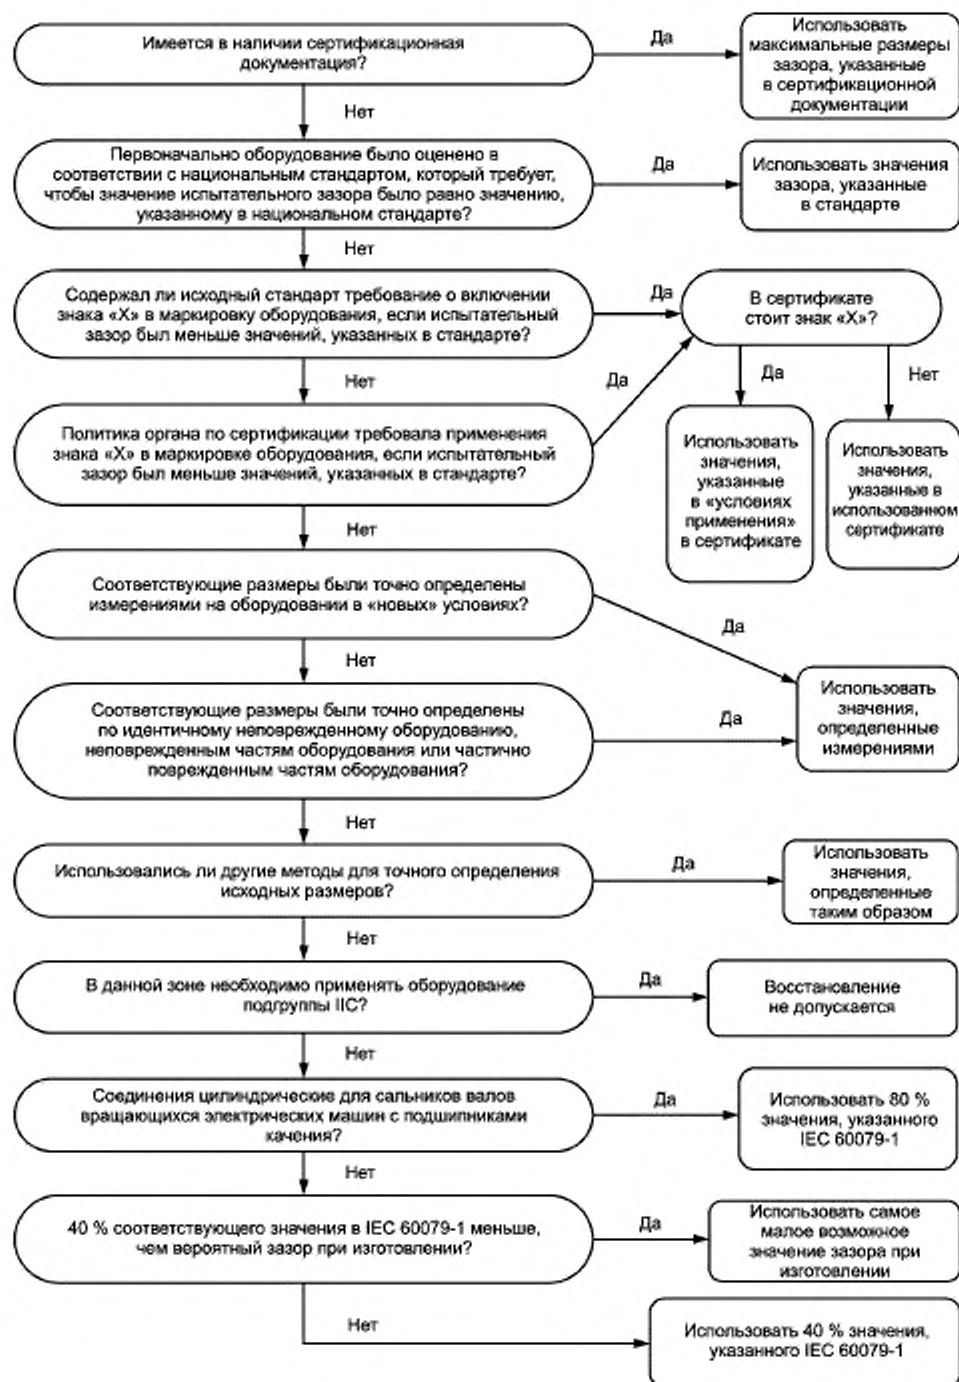 Имеется в наличии сертификационная
документация?
Да
Использовать
максимальные размеры
зазора, указанные
в сертификационной
документации
Нет
Первоначально оборудование было оценено в
соответствии с национальным стандартом, который требует,
чтобы значение испытательного зазора было равно значению,
указанному в национальном стандарте?
Да
Использовать значения
зазора, указанные
в стандарте
Нет
Содержал ли исходный стандарт требование о включении
знака «X» в маркировку оборудования, если испытательный
зазор был меньше значений, указанных в стандарте?
Да
В сертификате
стоит знак «X»?
Нет
Да
Да
Нет
Политика органа по сертификации требовала применения
знака «X» в маркировке оборудования, если испытательный
зазор был меньше значений, указанных в стандарте?
Использовать
значения,
указанные
в «условиях
применения»
в сертификате
Использовать
значения,
указанные в
использованном
сертификате
Нет
Соответствующие размеры были точно определены
измерениями на оборудовании в «новых» условиях?
Да
Нет
Соответствующие размеры были точно определены
по идентичному неповрежденному оборудованию,
неповрежденным частям оборудования или частично
поврежденным частям оборудования?
Да
Использовать
значения,
определенные
измерениями
Нет
Использовались ли другие методы для точного определения
исходных размеров?
Да
Использовать
значения,
определенные
таким образом
Нет
В данной зоне необходимо применять оборудование
подгруппы IIC?
Да
Восстановление
не допускается
Нет
Соединения цилиндрические для сальников валов
вращающихся электрических машин с подшипниками
качения?
Да
Использовать 80 %
значения, указанного
IEC 60079-1
Нет
40 % соответствующего значения в IEC 60079-1 меньше,
чем вероятный зазор при изготовлении?
Да
Использовать самое
малое возможное
значение зазора при
изготовлении
Нет
Использовать 40 % значения,
указанного IEC 60079-1